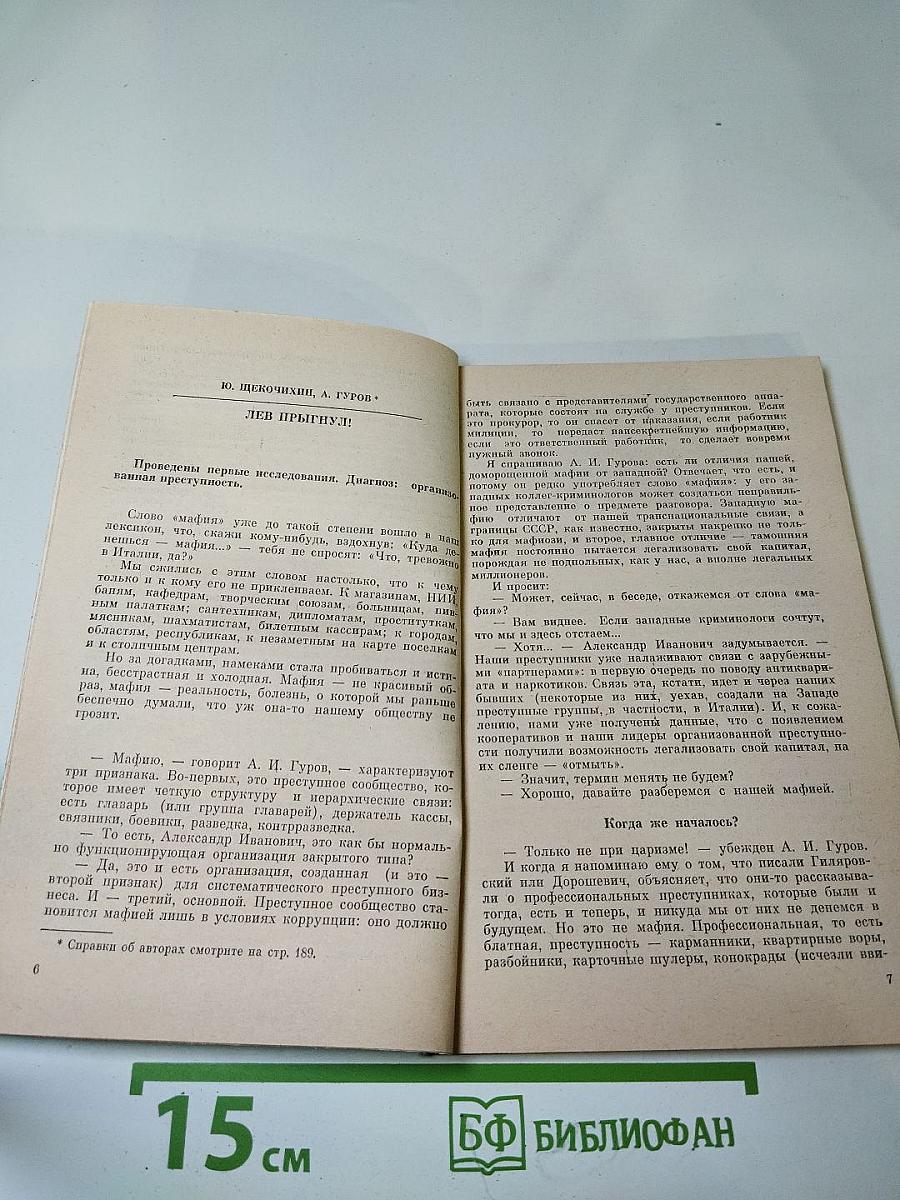 Ю. ЩЕКОЧИХИН, А. ГУРОВ *
ЛЕВ ПРЫГНУЛ!
Проведены первые исследования. Диагноз: организо-
ванная преступность.
Слово «мафия» уже до такой степени вошло в наш
лексикон, что, скажи кому-нибудь, вздохнув: «Куда де-
нешься — мафия...» — тебя не спросят: «Что, тревожно
в Италии, да?»
Мы сжились с этим словом настолько, что к чему
только и к кому его не приклеиваем. К магазинам, НИИ,
баням, кафедрам, творческим союзам, больницам, пив-
ным палаткам; сантехникам, дипломатам, проституткам,
мясникам, шахматистам, билетным кассирам; к городам,
областям, республикам, к незаметным на карте поселкам
и к столичным центрам.
Но за догадками, намеками стала пробиваться и исти-
на, бесстрастная и холодная. Мафия — не красивый об-
раз, мафия — реальность, болезнь, о которой мы раньше
беспечно думали, что уж она-то нашему обществу не
грозит.
— Мафию, — говорит А. И. Гуров, — характеризуют
три признака. Во-первых, это преступное сообщество, ко-
торое имеет четкую структуру и иерархические связи:
есть главарь (или группа главарей), держатель кассы,
связники, боевики, разведка, контрразведка.
— То есть, Александр Иванович, это как бы нормаль-
но функционирующая организация закрытого типа?
— Да, это и есть организация, созданная (и это —
второй признак) для систематического преступного биз-
неса. И — третий, основной. Преступное сообщество ста-
новится мафией лишь в условиях коррупции: оно должно
* Справки об авторах смотрите на стр. 189.
6
быть связано с представителями государственного аппа-
рата, которые состоят на службе у преступников. Если
это прокурор, то он спасет от наказания, если работник
милиции, то передаст наисекретнейшую информацию,
если это ответственный работник, то сделает вовремя
нужный звонок.
Я спрашиваю А. И. Гурова: есть ли отличия нашей,
доморощенной мафии от западной? Отвечает, что есть, и
потому он редко употребляет слово «мафия»: у его за-
падных коллег-криминологов может создаться неправиль-
ное представление о предмете разговора. Западную ма-
фию отличают от нашей транснациональные связи, а
границы СССР, как известно, закрыты накрепко не толь-
ко для мафиози, и второе, главное отличие — тамошняя
мафия постоянно пытается легализовать свой капитал,
порождая не подпольных, как у нас, а вполне легальных
миллионеров.
И просит:
— Может, сейчас, в беседе, откажемся от слова «ма-
фия»?
— Вам виднее. Если западные криминологи сочтут,
что мы и здесь отстаем...
— Хотя... — Александр Иванович задумывается. —
Наши преступники уже налаживают связи с зарубежны-
ми «партнерами»: в первую очередь по поводу антиквари-
ата и наркотиков. Связь эта, кстати, идет и через наших
бывших (некоторые из них, уехав, создали на Западе
преступные группы, в частности, в Италии). И, к сожа-
лению, нами уже получены данные, что с появлением
кооперативов и наши лидеры организованной преступно-
сти получили возможность легализовать свой капитал, на
их сленге — «отмыть».
— Значит, термин менять не будем?
— Хорошо, давайте разберемся с нашей мафией.
Когда же началось?
— Только не при царизме! — убежден А. И. Гуров.
И когда я напоминаю ему о том, что писали Гиляров-
ский или Дорошевич, объясняет, что они-то рассказыва-
ли о профессиональных преступниках, которые были и
тогда, есть и теперь, и никуда мы от них не денемся в
будущем. Но это не мафия. Профессиональная, то есть
блатная, преступность — карманники, квартирные воры,
разбойники, карточные шулеры, конокрады (исчезли вви-
7
15 см
БФ БИБЛИОФАН